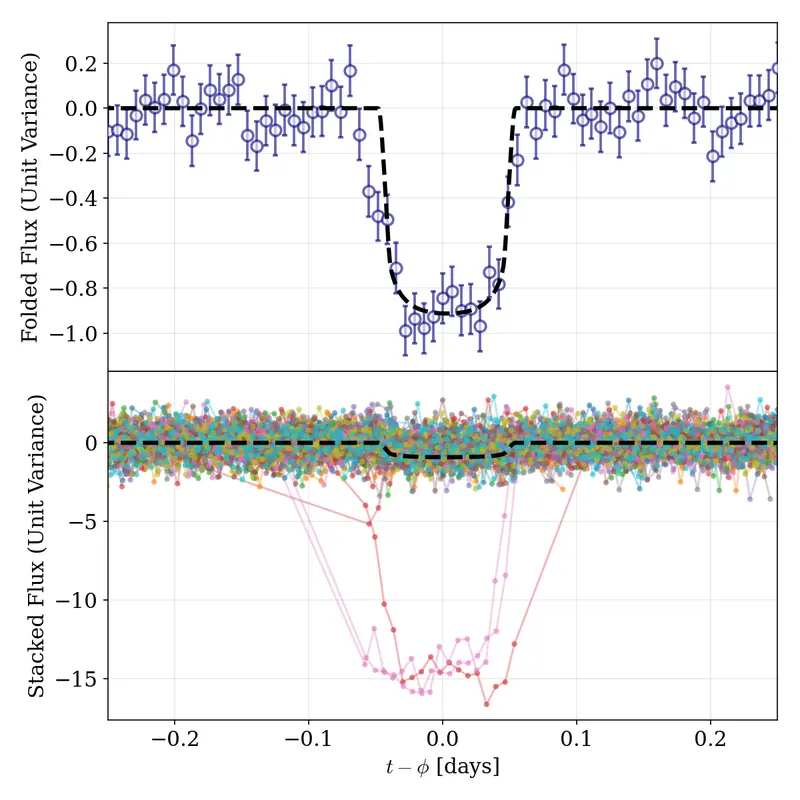 Folded Flux (Unit Variance)
0.2
0.0
−0.2
−0.4
−0.6
−0.8
−1.0
Stacked Flux (Unit Variance)
0
−5
−10
−15
−0.2 −0.1 0.0 0.1 0.2
t − ϕ [days]